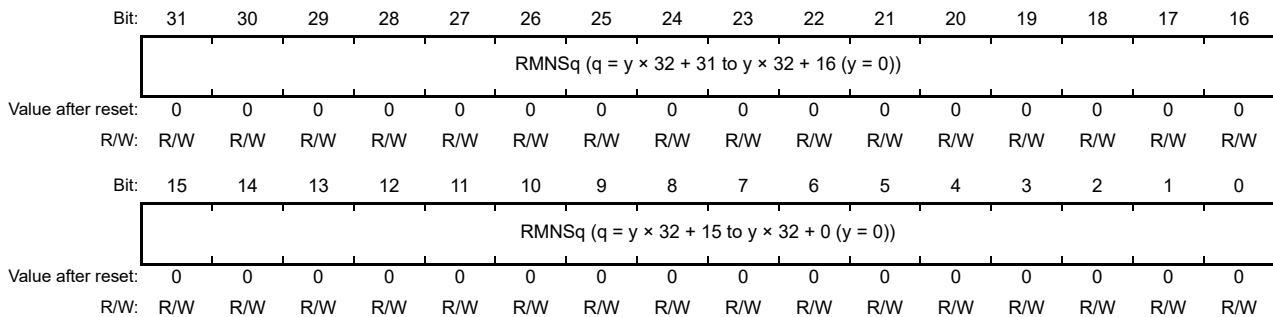 Bit: 31 30 29 28 27 26 25 24 23 22 21 20 19 18 17 16
RMNSq (q = y × 32 + 31 to y × 32 + 16 (y = 0))
Value after reset: 0 0 0 0 0 0 0 0 0 0 0 0 0 0 0 0
R/W: R/W R/W R/W R/W R/W R/W R/W R/W R/W R/W R/W R/W R/W R/W R/W R/W
Bit: 15 14 13 12 11 10 9 8 7 6 5 4 3 2 1 0
RMNSq (q = y × 32 + 15 to y × 32 + 0 (y = 0))
Value after reset: 0 0 0 0 0 0 0 0 0 0 0 0 0 0 0 0
R/W: R/W R/W R/W R/W R/W R/W R/W R/W R/W R/W R/W R/W R/W R/W R/W R/W